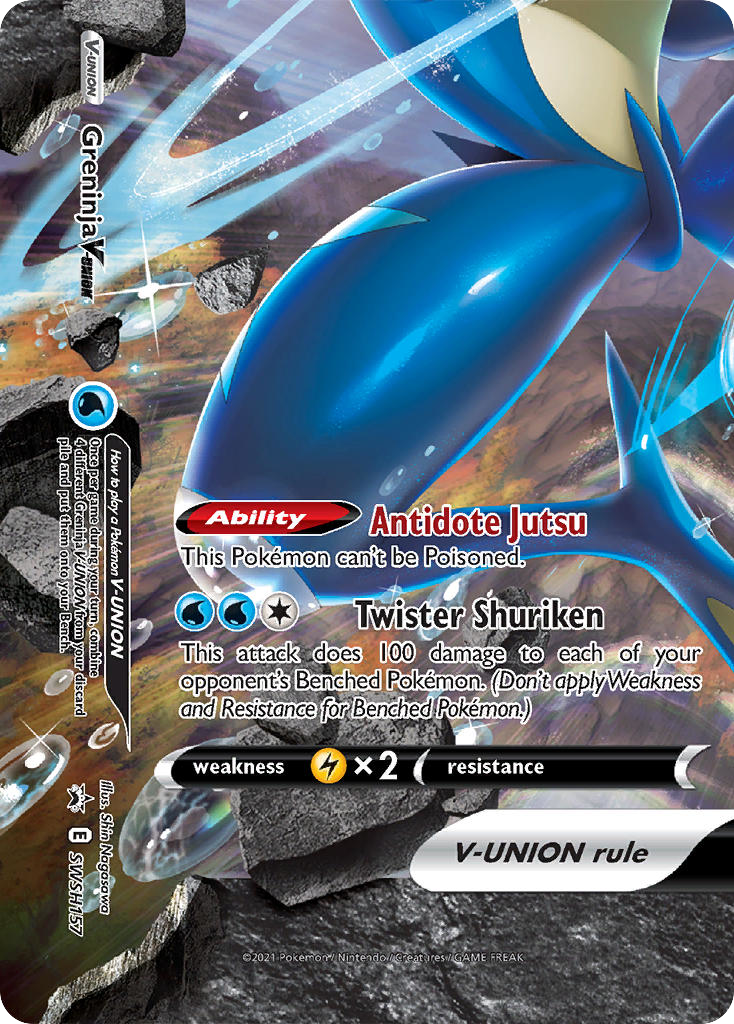 V-UNION
Greninja V-UNION
How to play a Pokémon V-UNION
Once per game during your turn, combine
4 different Greninja V-UNION from your discard
pile and put them onto your Bench.
Ability Antidote Jutsu
This Pokémon can't be Poisoned.
Twister Shuriken
This attack does 100 damage to each of your
opponent's Benched Pokémon. (Don't apply Weakness
and Resistance for Benched Pokémon.)
weakness ×2 resistance
V-UNION rule
Illus. Shin Nagasawa
E SWSH157
©2021 Pokémon / Nintendo / Creatures / GAME FREAK